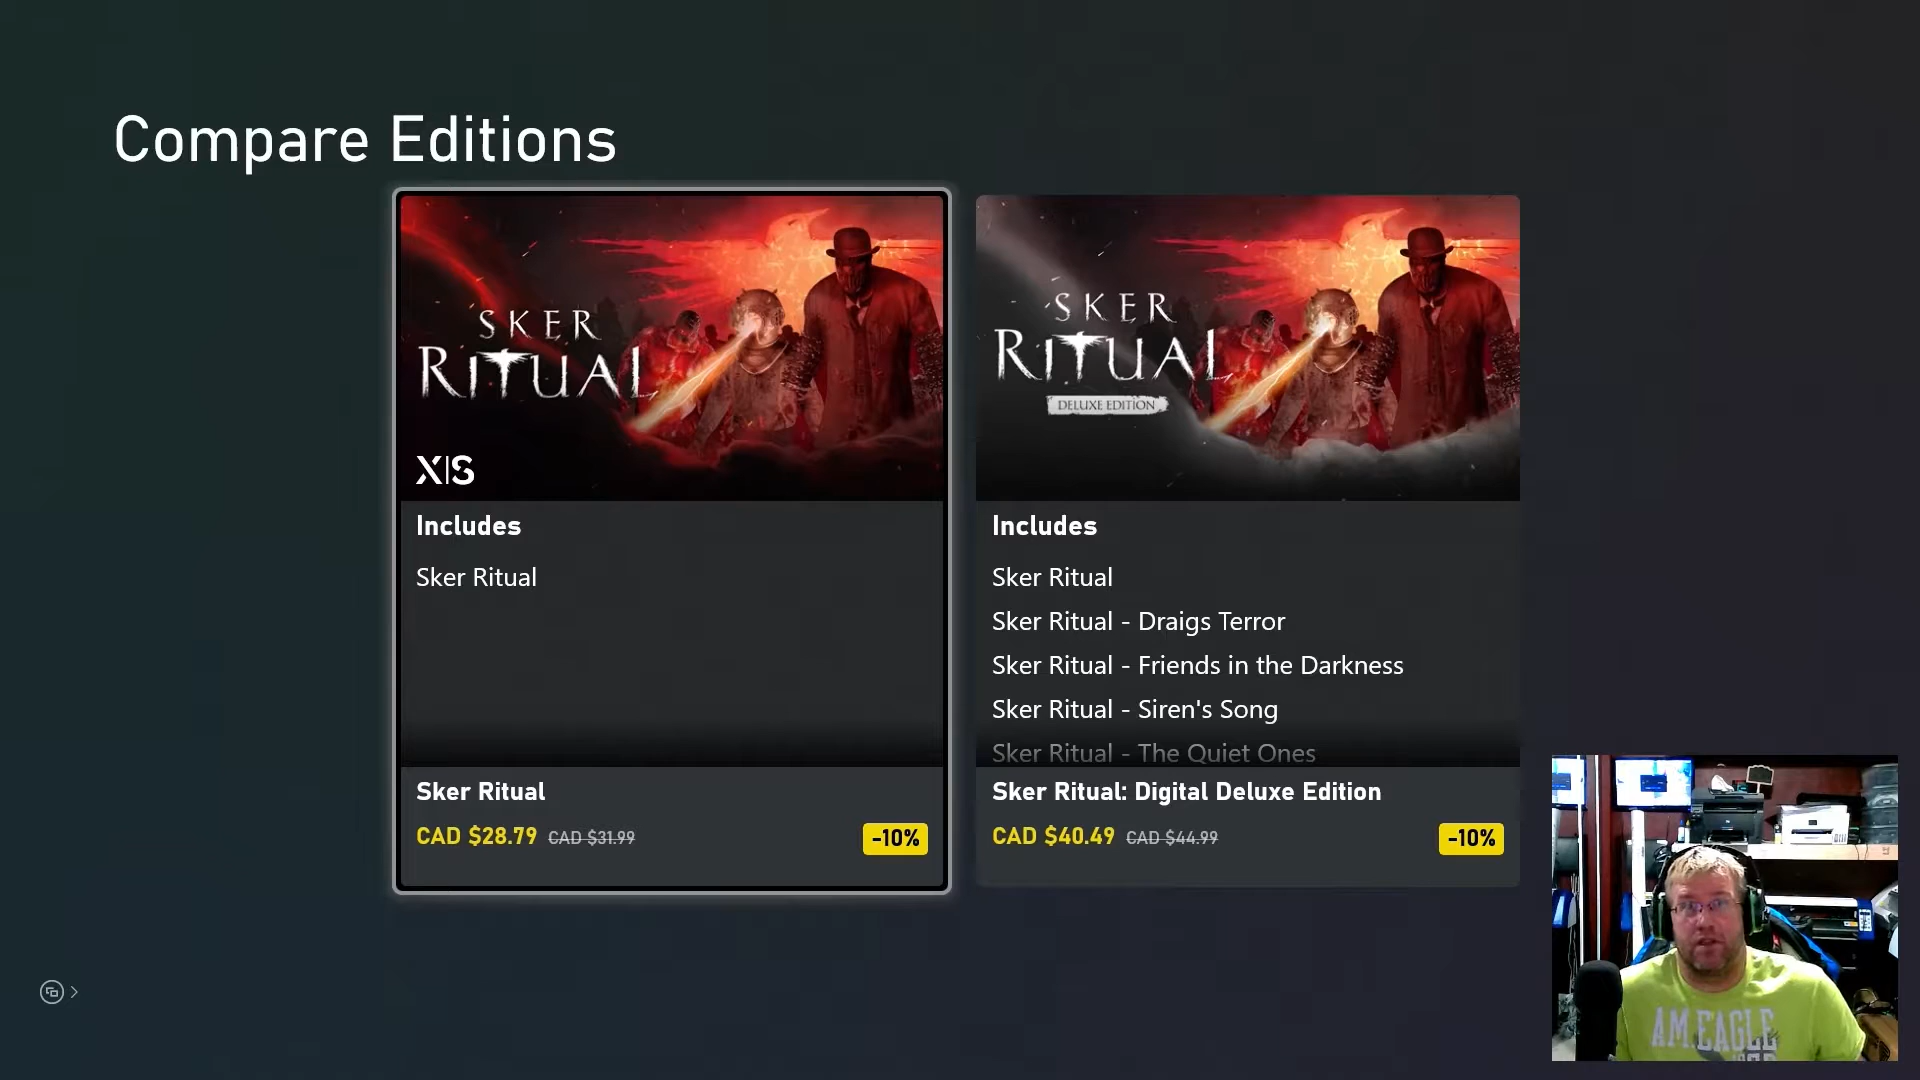 Compare Editions
SKER
RITUAL
X|S
Includes
Sker Ritual
Sker Ritual
CAD $28.79 CAD $31.99 -10%
SKER
RITUAL
DELUXE EDITION
Includes
Sker Ritual
Sker Ritual - Draigs Terror
Sker Ritual - Friends in the Darkness
Sker Ritual - Siren's Song
Sker Ritual - The Quiet Ones
Sker Ritual: Digital Deluxe Edition
CAD $40.49 CAD $44.99 -10%
AM.EAGLE